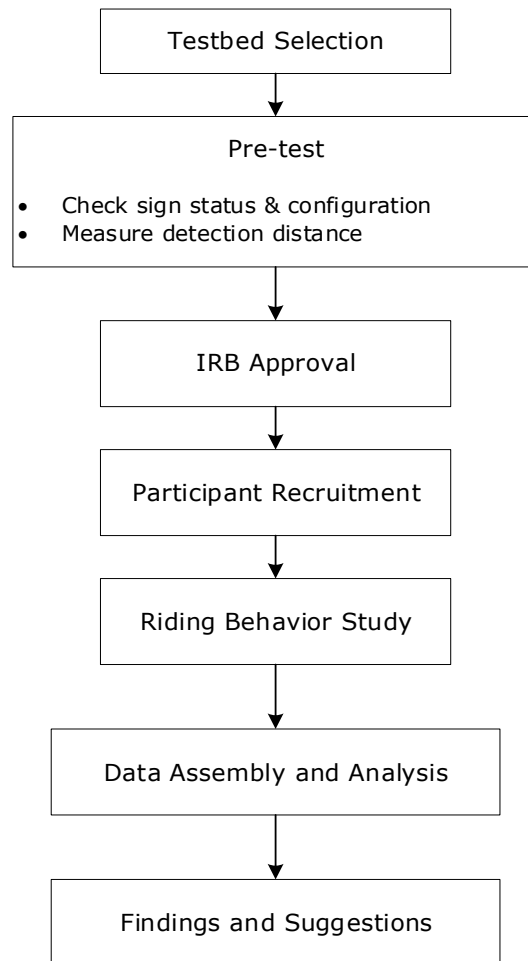 Testbed Selection
Pre-test
• Check sign status & configuration
• Measure detection distance
IRB Approval
Participant Recruitment
Riding Behavior Study
Data Assembly and Analysis
Findings and Suggestions